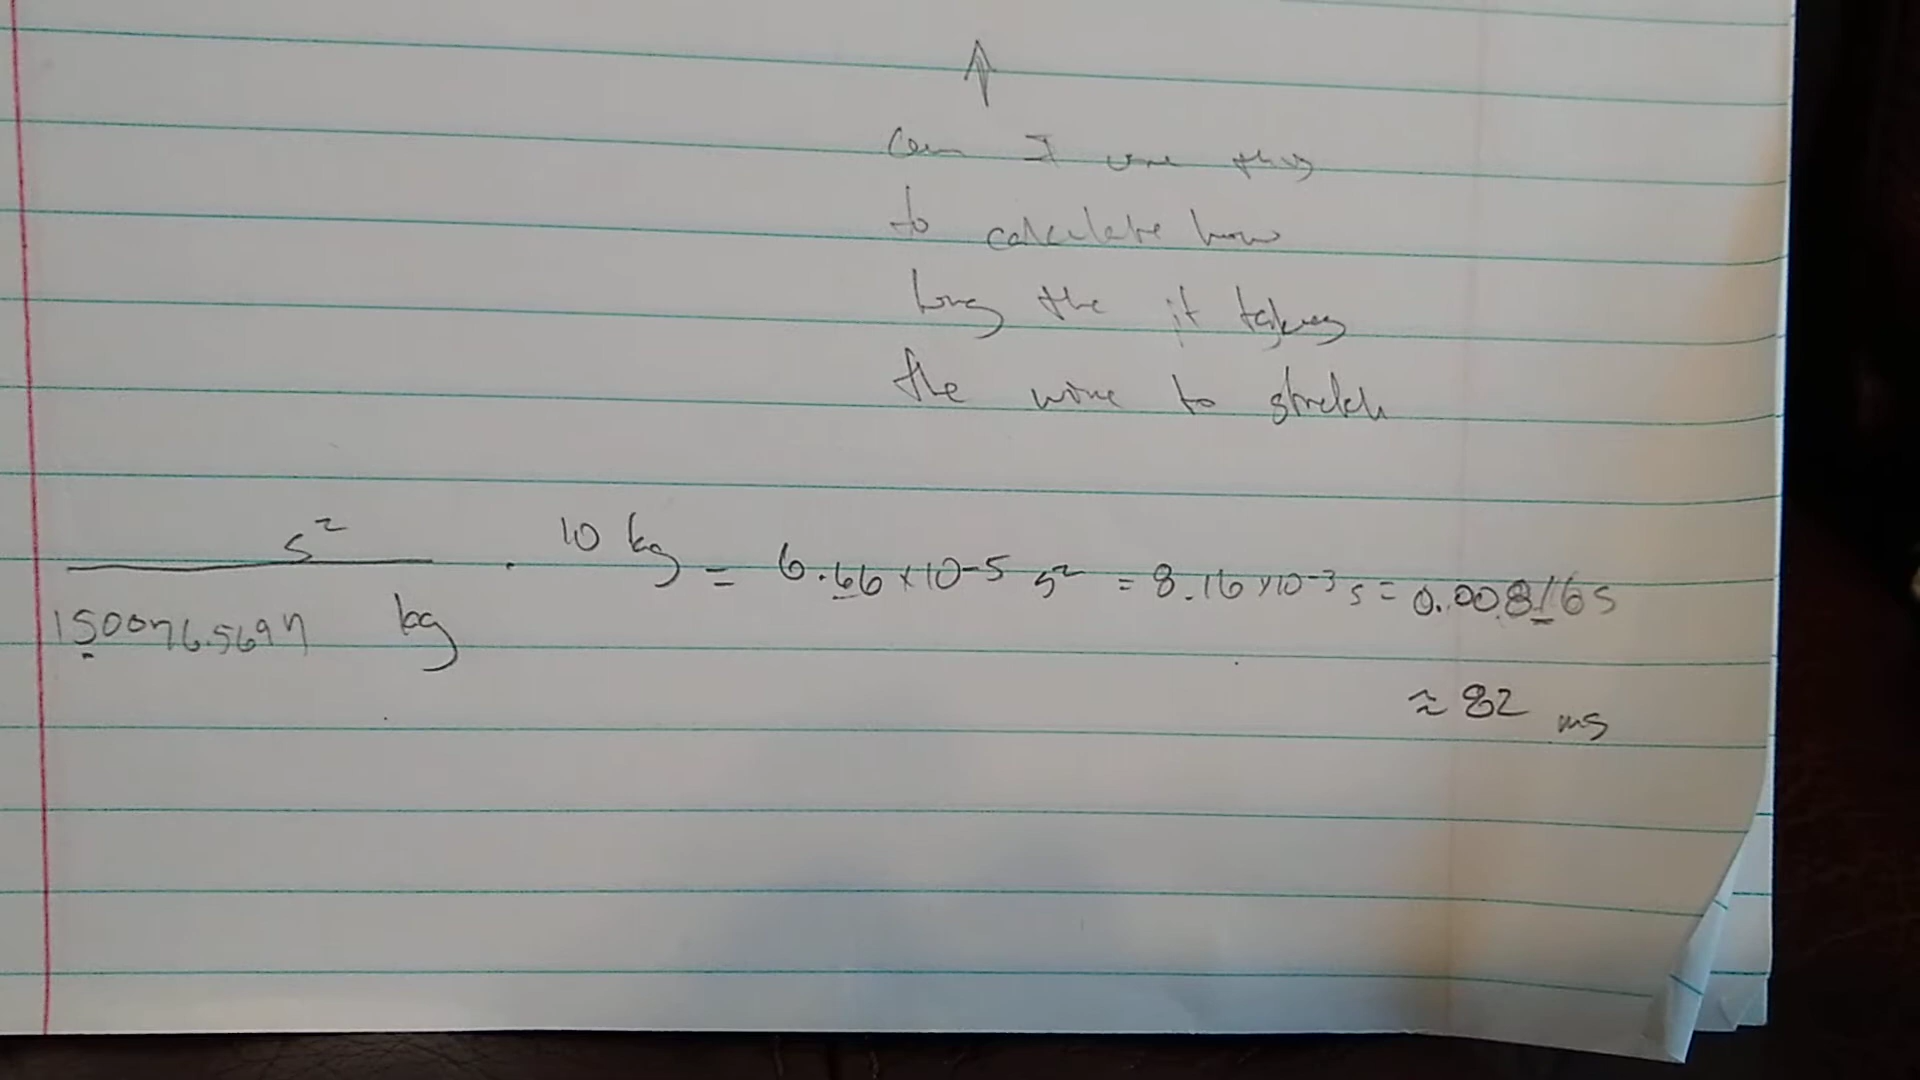 ↑
Can I use this
to calculate how
long the it takes
the wire to stretch
s² / 150076.5697 kg · 10 kg = 6.66 x 10-5 s² = 8.16 x 10-3 s = 0.00816 s
≈ 82 ms